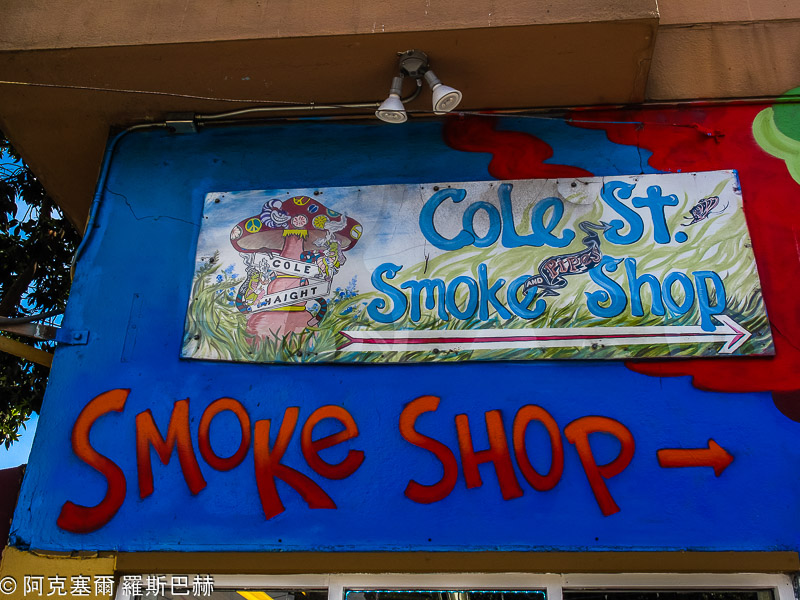 Cole St.
Smoke AND PIPES Shop
COLE
HAIGHT
Smoke Shop
© 阿克塞爾 羅斯巴赫